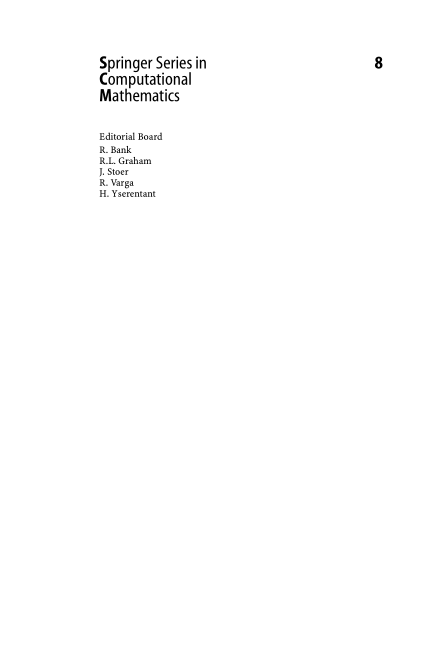 Springer Series in 8
Computational
Mathematics
Editorial Board
R. Bank
R.L. Graham
J. Stoer
R. Varga
H. Yserentant